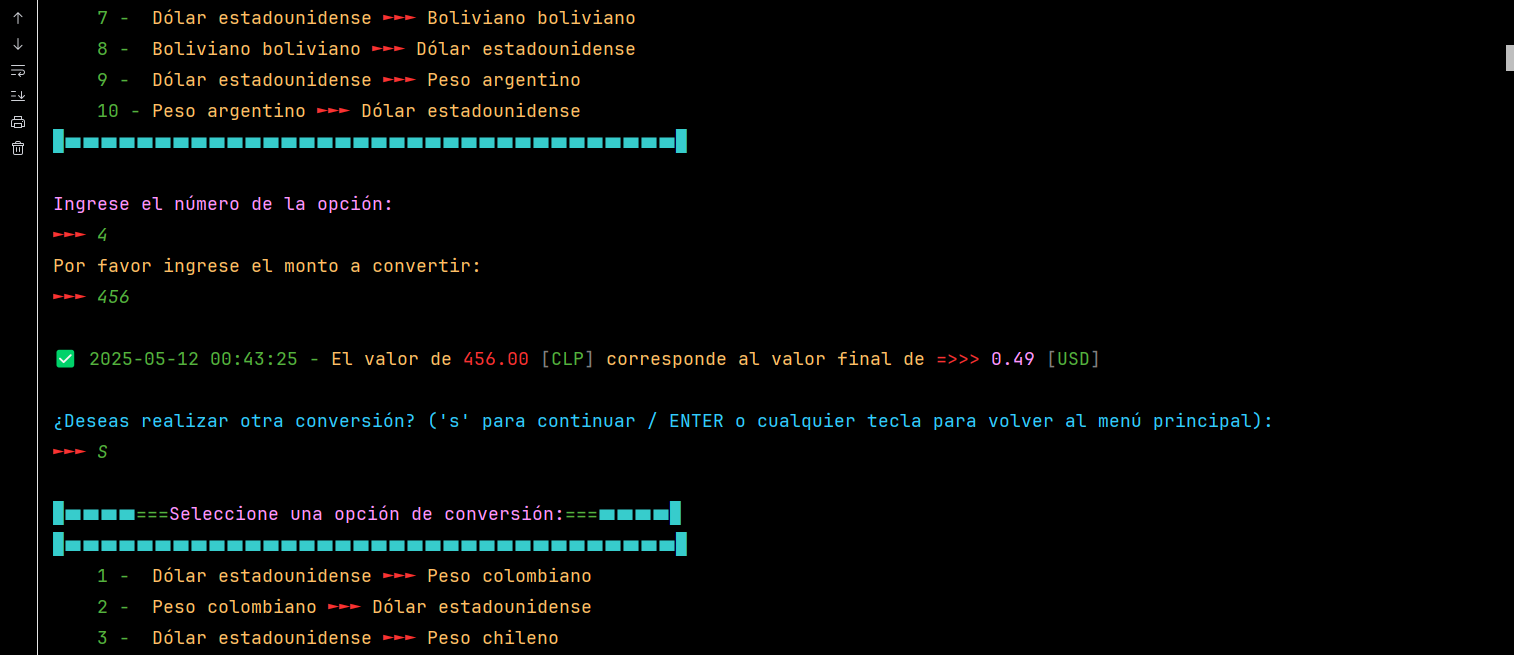 7 - Dólar estadounidense ►►► Boliviano boliviano
8 - Boliviano boliviano ►►► Dólar estadounidense
9 - Dólar estadounidense ►►► Peso argentino
10 - Peso argentino ►►► Dólar estadounidense
Ingrese el número de la opción:
►►► 4
Por favor ingrese el monto a convertir:
►►► 456
✅ 2025-05-12 00:43:25 - El valor de 456.00 [CLP] corresponde al valor final de =>>> 0.49 [USD]
¿Deseas realizar otra conversión? ('s' para continuar / ENTER o cualquier tecla para volver al menú principal):
►►► S
===Seleccione una opción de conversión:===
1 - Dólar estadounidense ►►► Peso colombiano
2 - Peso colombiano ►►► Dólar estadounidense
3 - Dólar estadounidense ►►► Peso chileno